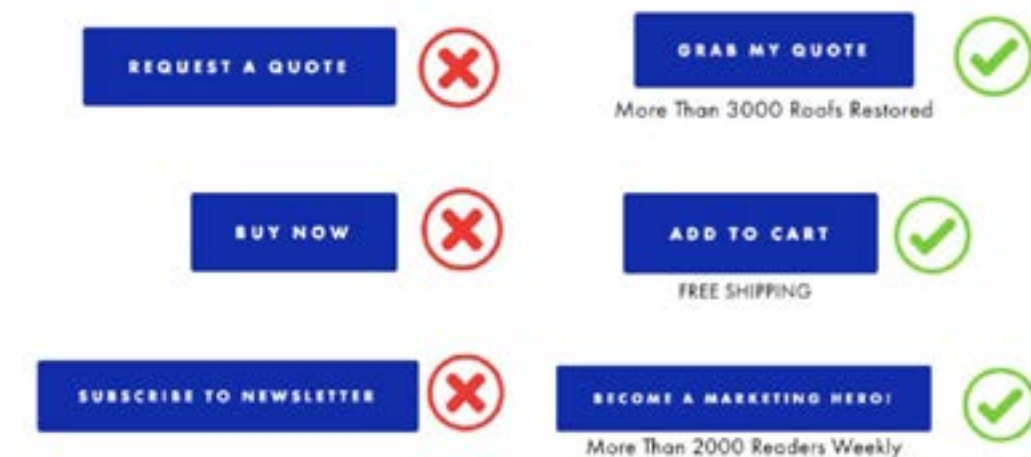 REQUEST A QUOTE
GRAB MY QUOTE
More Than 3000 Roofs Restored
BUY NOW
ADD TO CART
FREE SHIPPING
SUBSCRIBE TO NEWSLETTER
BECOME A MARKETING HERO!
More Than 2000 Readers Weekly